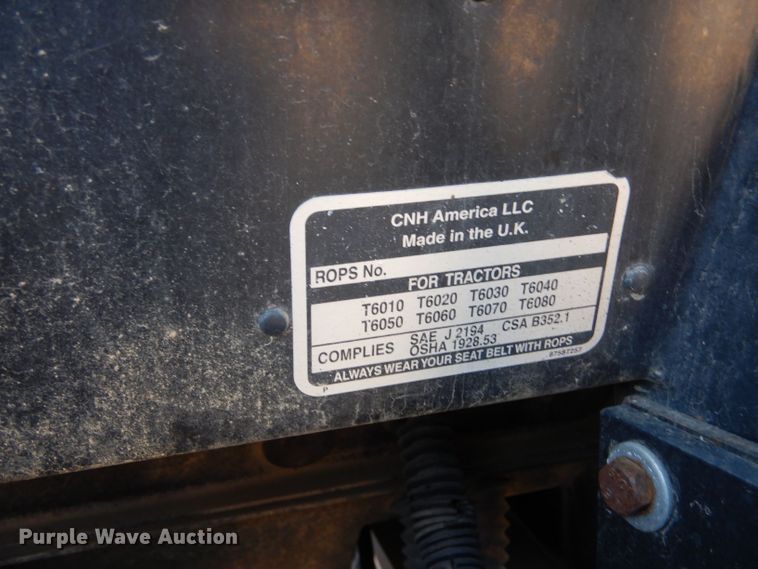 CNH America LLC
Made in the U.K.
ROPS No.
FOR TRACTORS
T6010 T6020 T6030 T6040
T6050 T6060 T6070 T6080
COMPLIES SAE J 2194 CSA B352.1
OSHA 1928.53
ALWAYS WEAR YOUR SEAT BELT WITH ROPS
P 87587257
Purple Wave Auction®